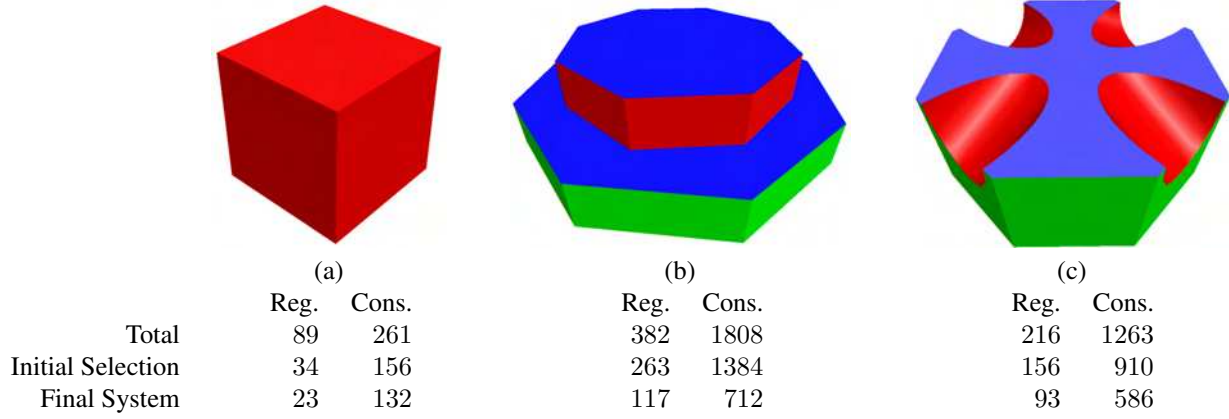 (a) (b) (c)
Reg. Cons. Reg. Cons. Reg. Cons.
Total 89 261 382 1808 216 1263
Initial Selection 34 156 263 1384 156 910
Final System 23 132 117 712 93 586